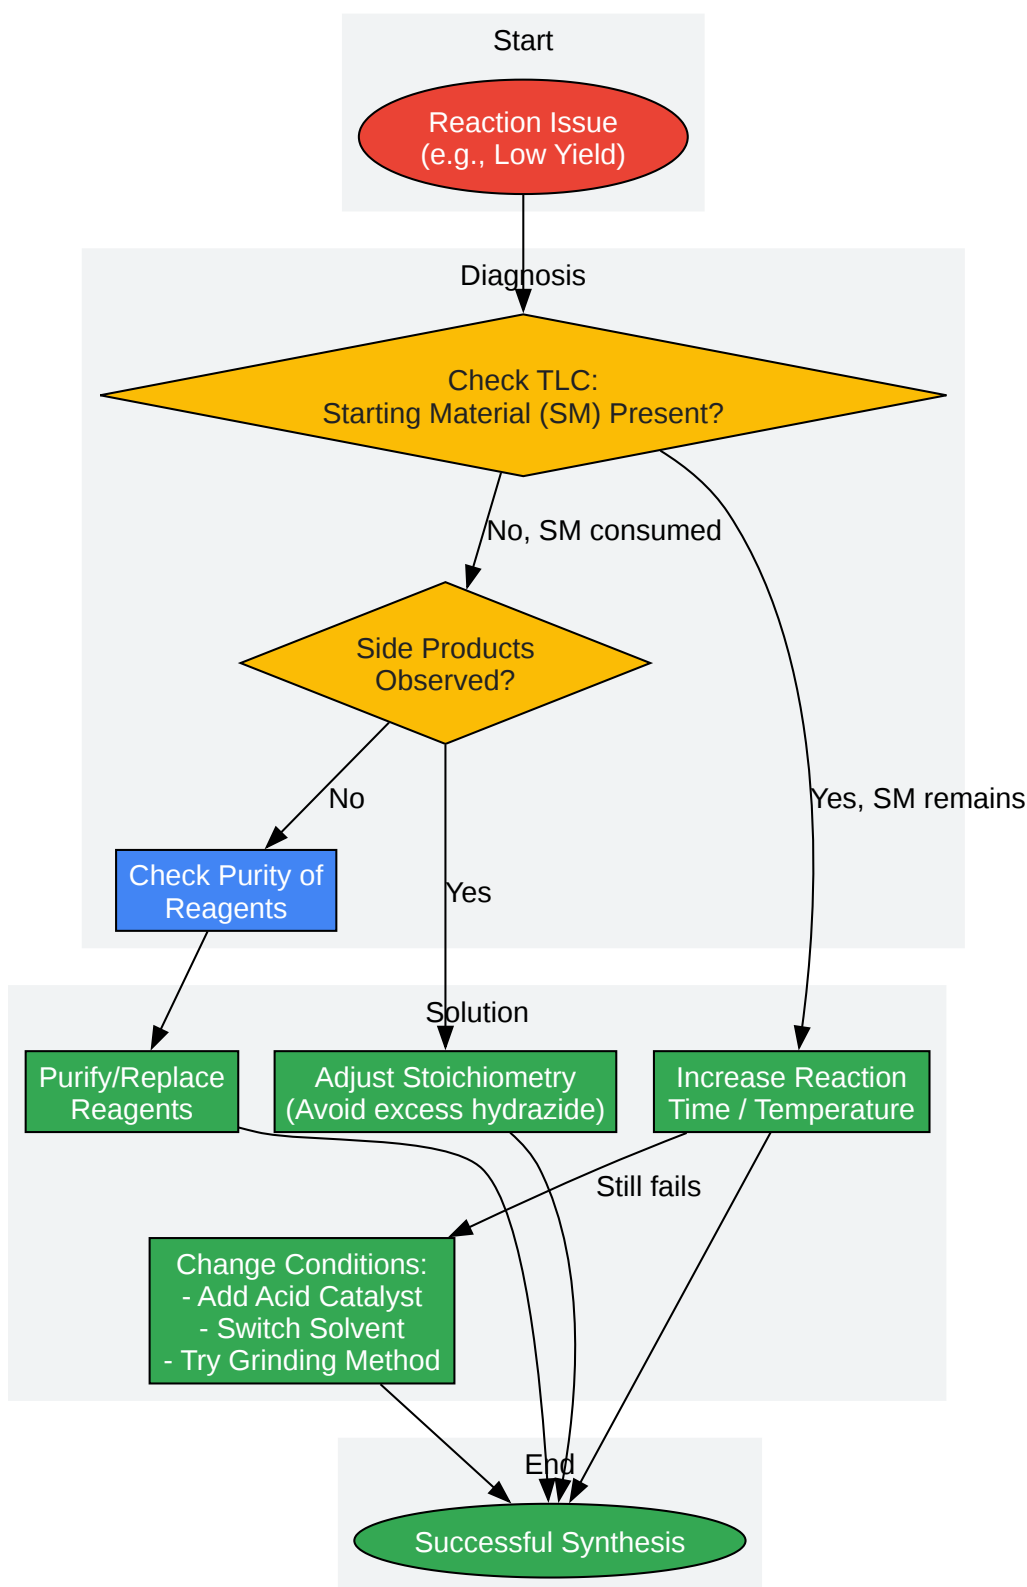 Start
Reaction Issue
(e.g., Low Yield)
Diagnosis
Check TLC:
Starting Material (SM) Present?
No, SM consumed
Side Products
Observed?
No
Yes, SM remains
Check Purity of
Reagents
Yes
Solution
Purify/Replace
Reagents
Adjust Stoichiometry
(Avoid excess hydrazide)
Increase Reaction
Time / Temperature
Still fails
Change Conditions:
- Add Acid Catalyst
- Switch Solvent
- Try Grinding Method
End
Successful Synthesis